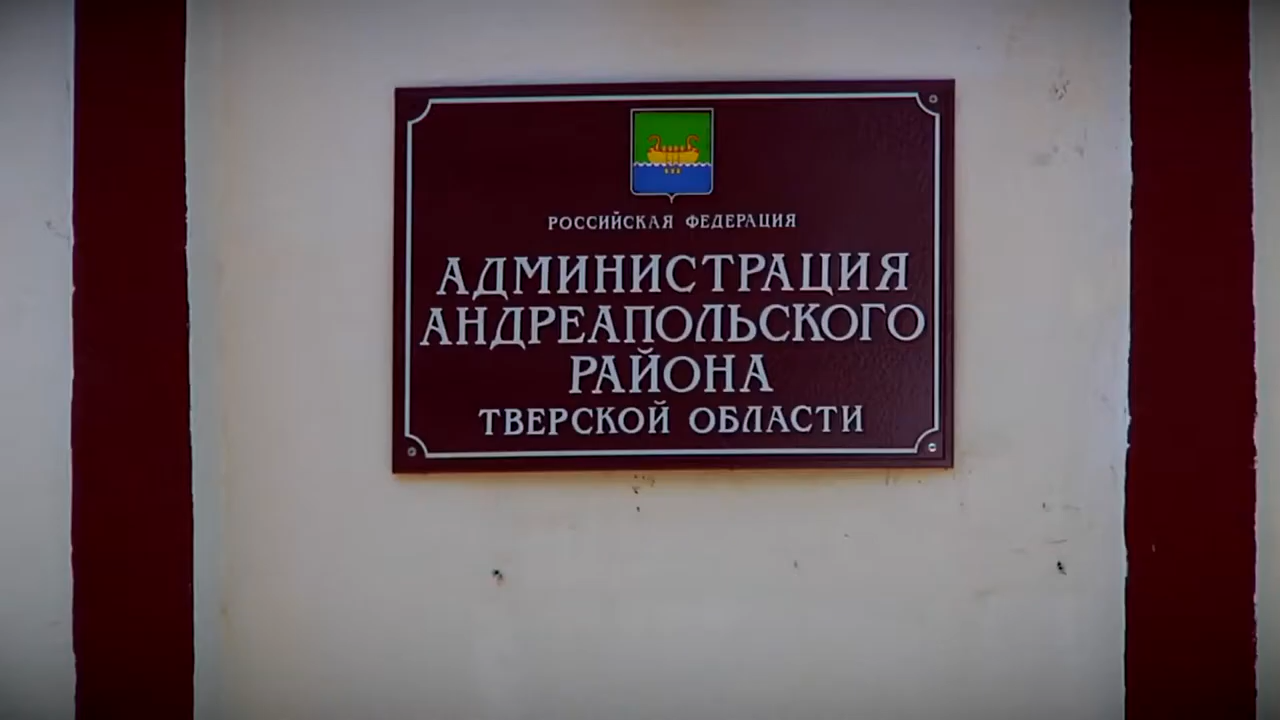 РОССИЙСКАЯ ФЕДЕРАЦИЯ
АДМИНИСТРАЦИЯ
АНДРЕАПОЛЬСКОГО
РАЙОНА
ТВЕРСКОЙ ОБЛАСТИ